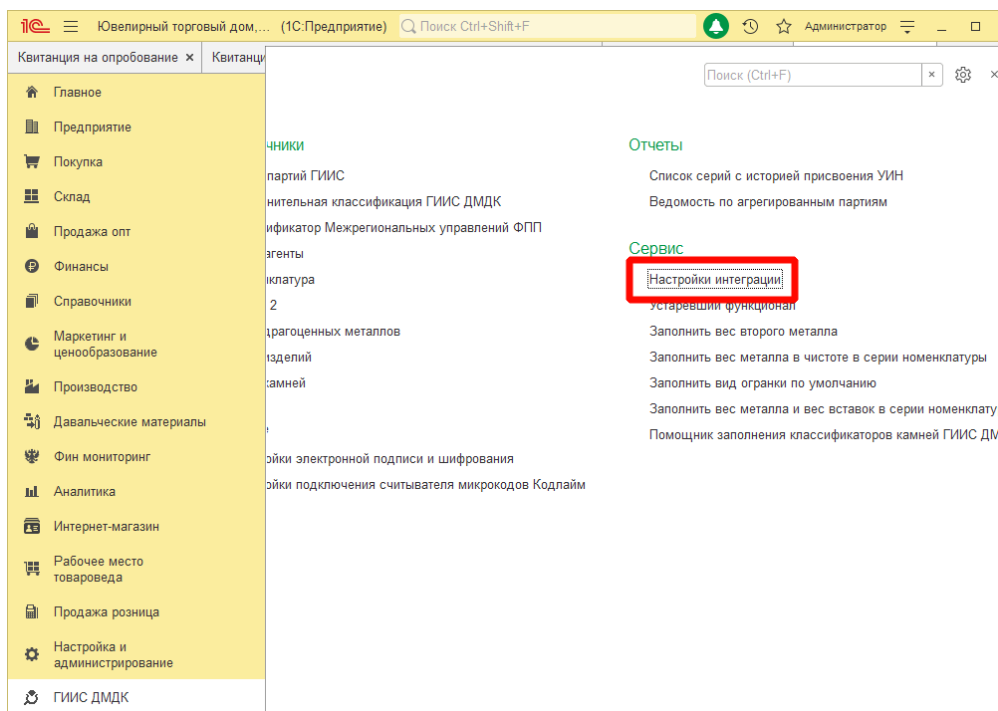 1С Ювелирный торговый дом,... (1С:Предприятие) Поиск Ctrl+Shift+F Администратор
Квитанция на опробование × Квитанци
Поиск (Ctrl+F) ×
Главное
Предприятие
Покупка
Склад
Продажа опт
Финансы
Справочники
Маркетинг и
ценообразование
Производство
Давальческие материалы
Фин мониторинг
Аналитика
Интернет-магазин
Рабочее место
товароведа
Продажа розница
Настройка и
администрирование
ГИИС ДМДК
чники
партий ГИИС
нительная классификация ГИИС ДМДК
ификатор Межрегиональных управлений ФПП
агенты
клатура
2
драгоценных металлов
изделий
камней
е
ойки электронной подписи и шифрования
ойки подключения считывателя микрокодов Кодлайм
Отчеты
Список серий с историей присвоения УИН
Ведомость по агрегированным партиям
Сервис
Настройки интеграции
Устаревший функционал
Заполнить вес второго металла
Заполнить вес металла в чистоте в серии номенклатуры
Заполнить вид огранки по умолчанию
Заполнить вес металла и вес вставок в серии номенклату
Помощник заполнения классификаторов камней ГИИС ДМ